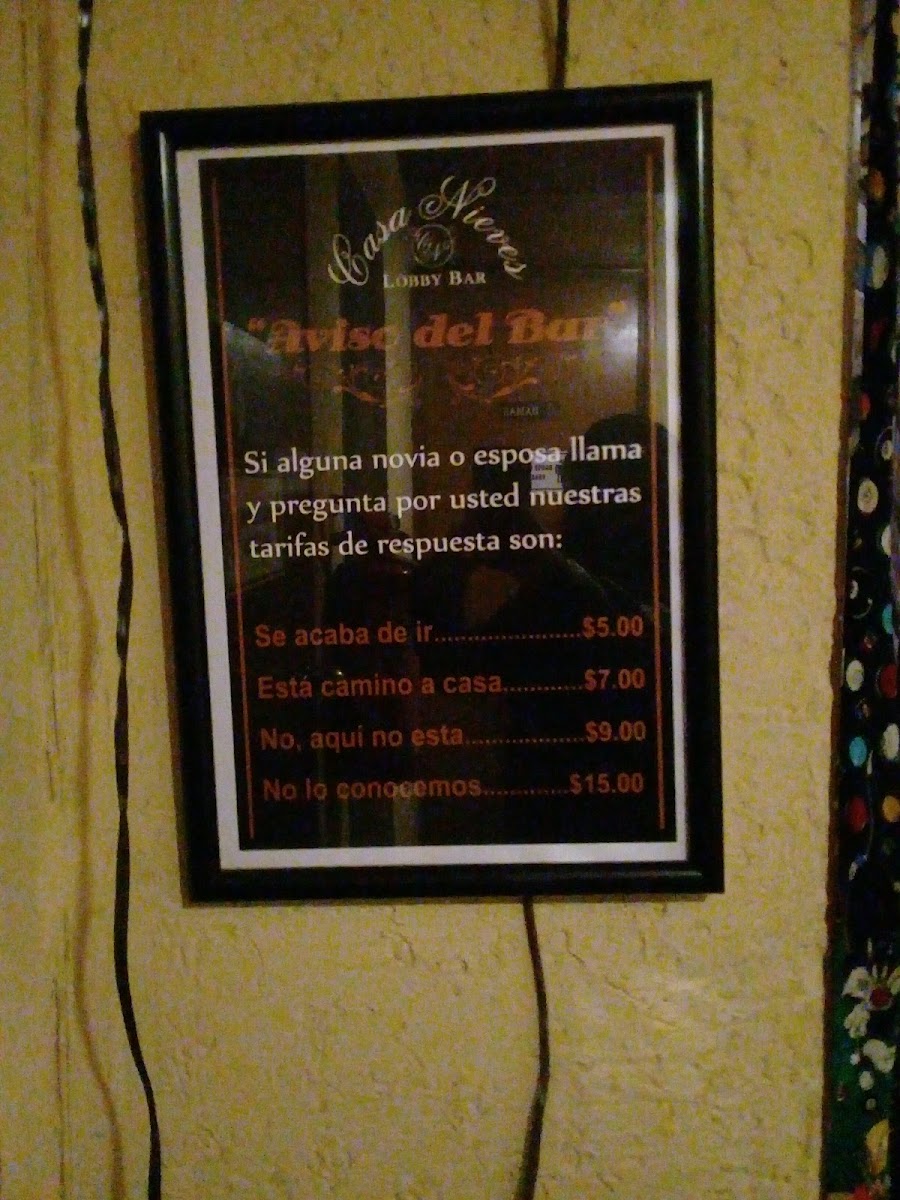 Casa Nieves
CN
LOBBY BAR
"Aviso del Bar"
Si alguna novia o esposa llama
y pregunta por usted nuestras
tarifas de respuesta son:
Se acaba de ir......................$5.00
Está camino a casa............$7.00
No, aquí no esta..................$9.00
No lo conocemos.............$15.00